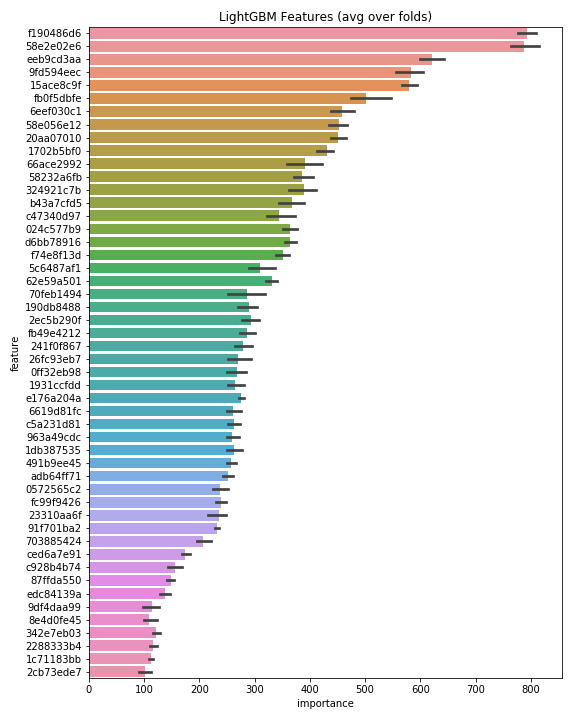 LightGBM Features (avg over folds)
feature
f190486d6
58e2e02e6
eeb9cd3aa
9fd594eec
15ace8c9f
fb0f5dbfe
6eef030c1
58e056e12
20aa07010
1702b5bf0
66ace2992
58232a6fb
324921c7b
b43a7cfd5
c47340d97
024c577b9
d6bb78916
f74e8f13d
5c6487af1
62e59a501
70feb1494
190db8488
2ec5b290f
fb49e4212
241f0f867
26fc93eb7
0ff32eb98
1931ccfdd
e176a204a
6619d81fc
c5a231d81
963a49cdc
1db387535
491b9ee45
adb64ff71
0572565c2
fc99f9426
23310aa6f
91f701ba2
703885424
ced6a7e91
c928b4b74
87ffda550
edc84139a
9df4daa99
8e4d0fe45
342e7eb03
2288333b4
1c71183bb
2cb73ede7
0 100 200 300 400 500 600 700 800
importance